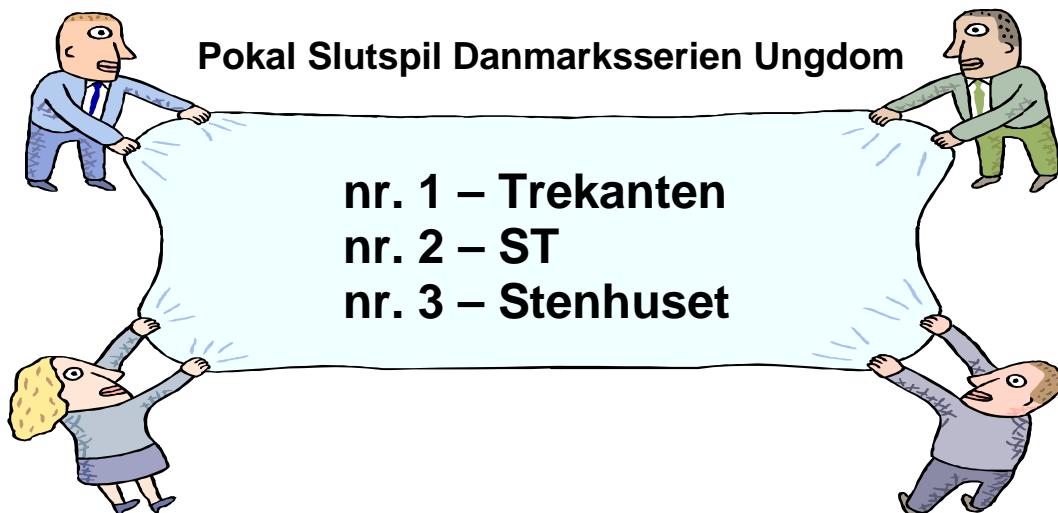 Pokal Slutspil Danmarksserien Ungdom
nr. 1 – Trekanten
nr. 2 – ST
nr. 3 – Stenhuset